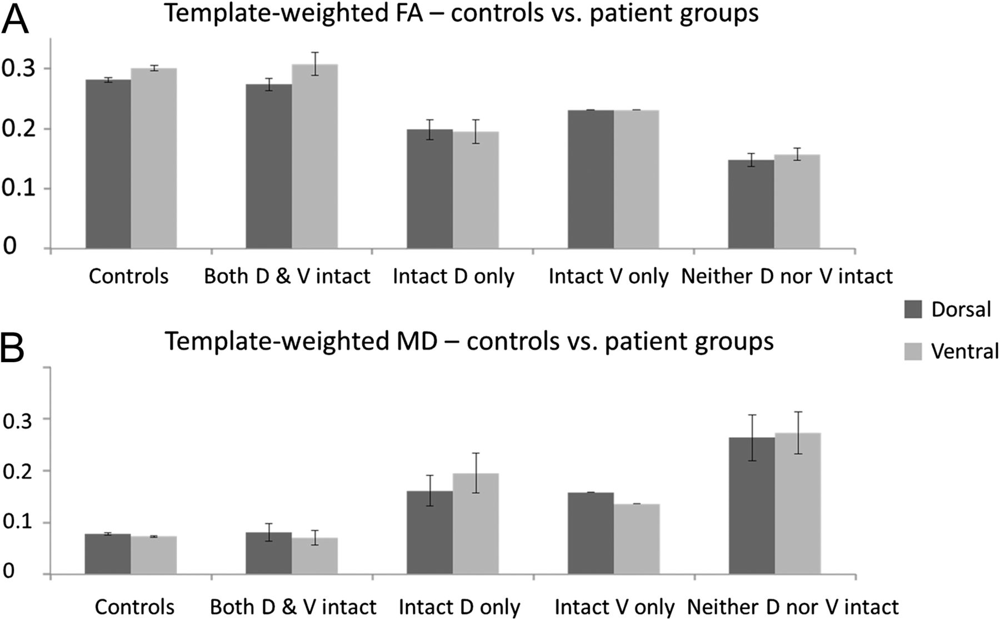 A
Template-weighted FA – controls vs. patient groups
0.3
0.2
0.1
0
Controls
Both D & V intact
Intact D only
Intact V only
Neither D nor V intact
Dorsal
Ventral
B
Template-weighted MD – controls vs. patient groups
0.3
0.2
0.1
0
Controls
Both D & V intact
Intact D only
Intact V only
Neither D nor V intact